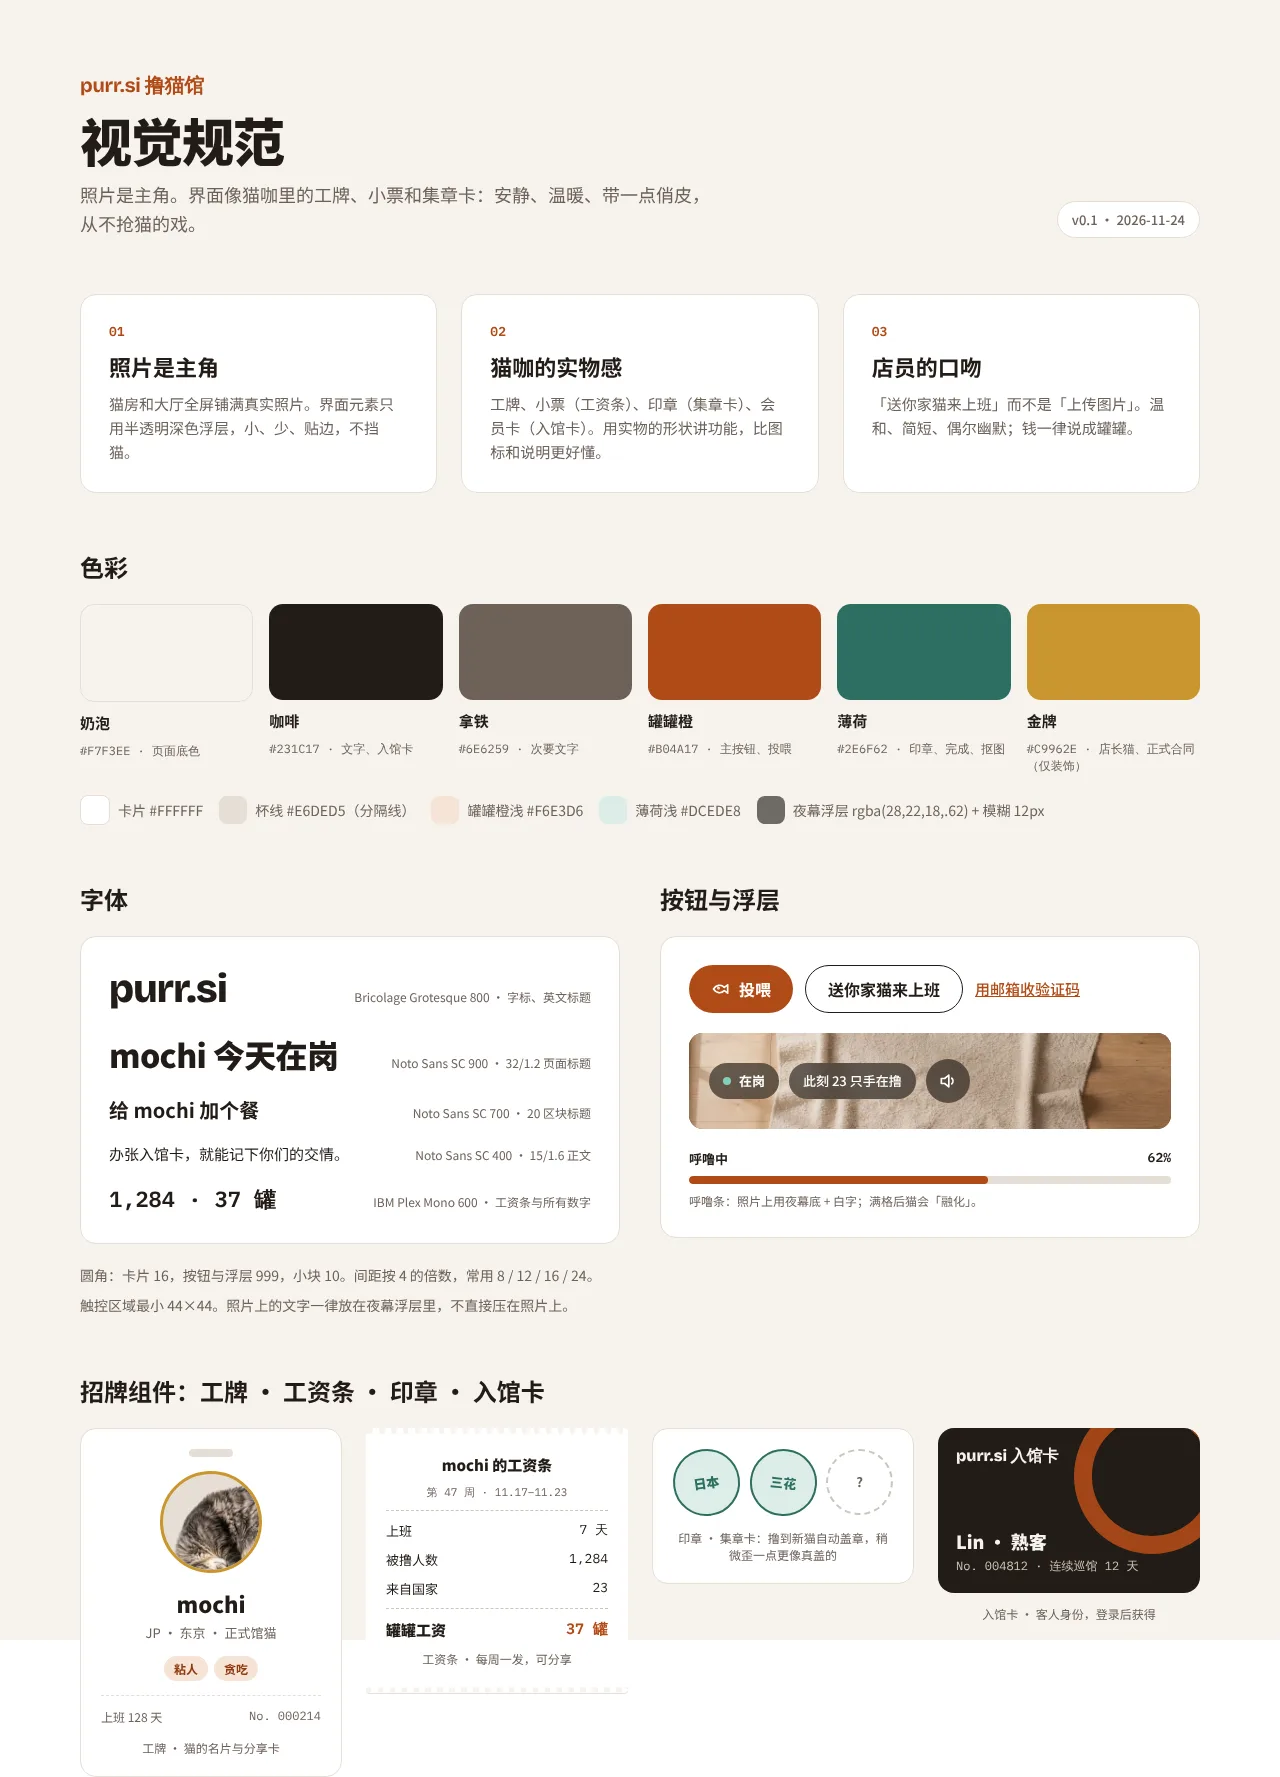 purr.si 撸猫馆
视觉规范
照片是主角。界面像猫咖里的工牌、小票和集章卡：安静、温暖、带一点俏皮，
从不抢猫的戏。
v0.1 · 2026-11-24
01
照片是主角
猫房和大厅全屏铺满真实照片。界面元素只
用半透明深色浮层，小、少、贴边，不挡
猫。
02
猫咖的实物感
工牌、小票（工资条）、印章（集章卡）、会
员卡（入馆卡）。用实物的形状讲功能，比图
标和说明更好懂。
03
店员的口吻
「送你家猫来上班」而不是「上传图片」。温
和、简短、偶尔幽默；钱一律说成罐罐。
色彩
奶泡
#F7F3EE · 页面底色
咖啡
#231C17 · 文字、入馆卡
拿铁
#6E6259 · 次要文字
罐罐橙
#B04A17 · 主按钮、投喂
薄荷
#2E6F62 · 印章、完成、抠图
金牌
#C9962E · 店长猫、正式合同
（仅装饰）
卡片 #FFFFFF
杯线 #E6DED5（分隔线）
罐罐橙浅 #F6E3D6
薄荷浅 #DCEDE8
夜幕浮层 rgba(28,22,18,.62) + 模糊 12px
字体
purr.si
Bricolage Grotesque 800 · 字标、英文标题
mochi 今天在岗
Noto Sans SC 900 · 32/1.2 页面标题
给 mochi 加个餐
Noto Sans SC 700 · 20 区块标题
办张入馆卡，就能记下你们的交情。
Noto Sans SC 400 · 15/1.6 正文
1,284 · 37 罐
IBM Plex Mono 600 · 工资条与所有数字
圆角：卡片 16，按钮与浮层 999，小块 10。间距按 4 的倍数，常用 8 / 12 / 16 / 24。
触控区域最小 44×44。照片上的文字一律放在夜幕浮层里，不直接压在照片上。
按钮与浮层
投喂
送你家猫来上班
用邮箱收验证码
在岗
此刻 23 只手在撸
呼噜中
62%
呼噜条：照片上用夜幕底 + 白字；满格后猫会「融化」。
招牌组件：工牌 · 工资条 · 印章 · 入馆卡
mochi
JP · 东京 · 正式馆猫
粘人
贪吃
上班 128 天
No. 000214
工牌 · 猫的名片与分享卡
mochi 的工资条
第 47 周 · 11.17–11.23
上班
7 天
被撸人数
1,284
来自国家
23
罐罐工资
37 罐
工资条 · 每周一发，可分享
日本
三花
?
印章 · 集章卡：撸到新猫自动盖章，稍
微歪一点更像真盖的
purr.si 入馆卡
Lin · 熟客
No. 004812 · 连续巡馆 12 天
入馆卡 · 客人身份，登录后获得